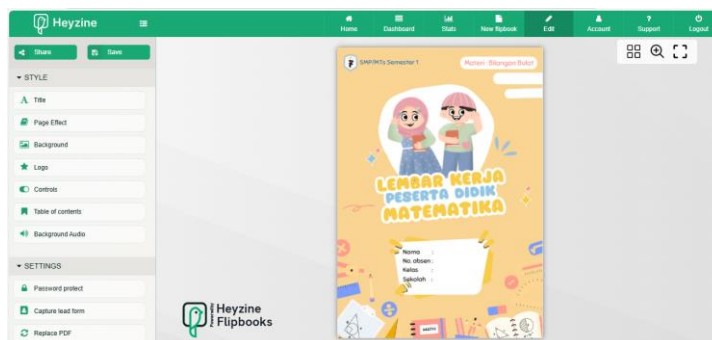 Heyzine
Home
Dashboard
Stats
New flipbook
Edit
Account
Support
Logout
Share
Save
STYLE
Title
Page Effect
Background
Logo
Controls
Table of contents
Background Audio
SETTINGS
Password protect
Capture lead form
Replace PDF
SMP/MTs Semester 1
Materi : Bilangan Bulat
LEMBAR KERJA
PESERTA DIDIK
MATEMATIKA
Nama :
No. absen :
Kelas :
Sekolah :
Powered by
Heyzine
Flipbooks